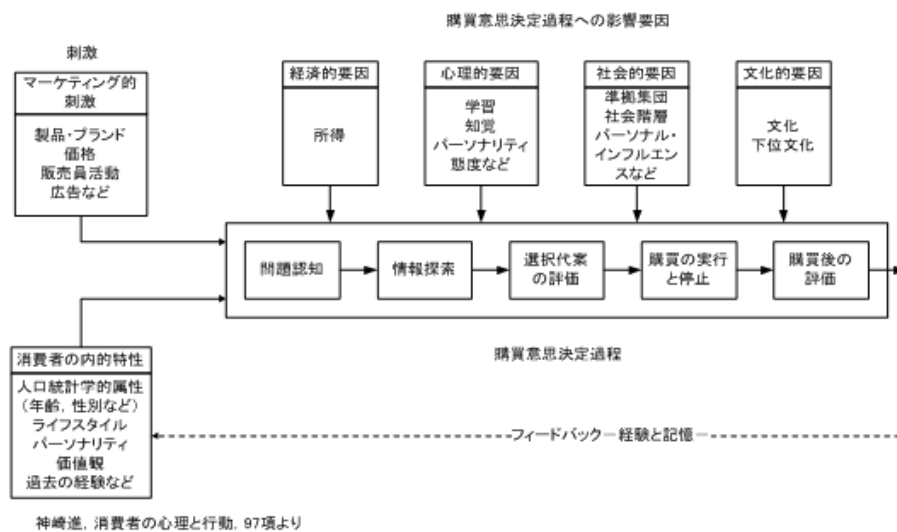 購買意思決定過程への影響要因
刺激
マーケティング的
刺激
製品・ブランド
価格
販売員活動
広告など
経済的要因
所得
心理的要因
学習
知覚
パーソナリティ
態度など
社会的要因
準拠集団
社会階層
パーソナル・
インフルエン
スなど
文化的要因
文化
下位文化
問題認知
情報探索
選択代案
の評価
購買の実行
と停止
購買後の
評価
購買意思決定過程
消費者の内的特性
人口統計学的属性
(年齢, 性別など)
ライフスタイル
パーソナリティ
価値観
過去の経験など
フィードバック－経験と記憶－
神崎進, 消費者の心理と行動, 97項より